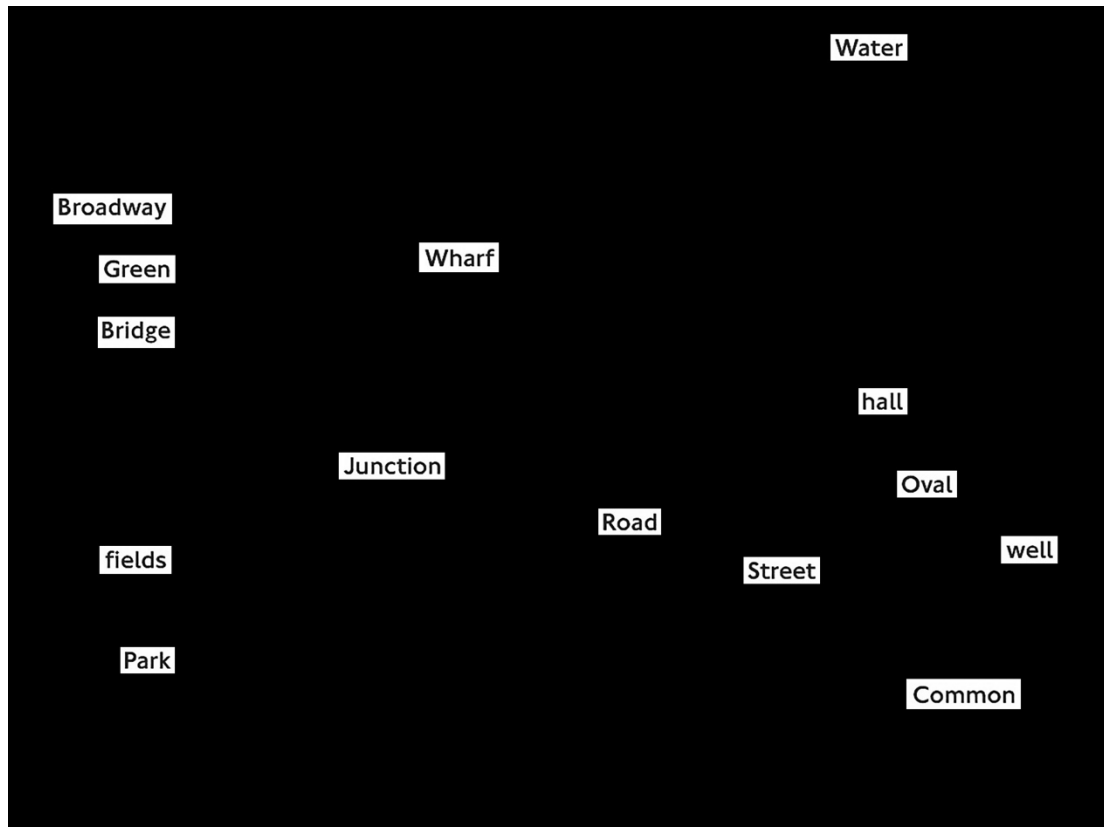 Water
Broadway
Wharf
Green
Bridge
hall
Junction
Oval
Road
well
fields
Street
Park
Common